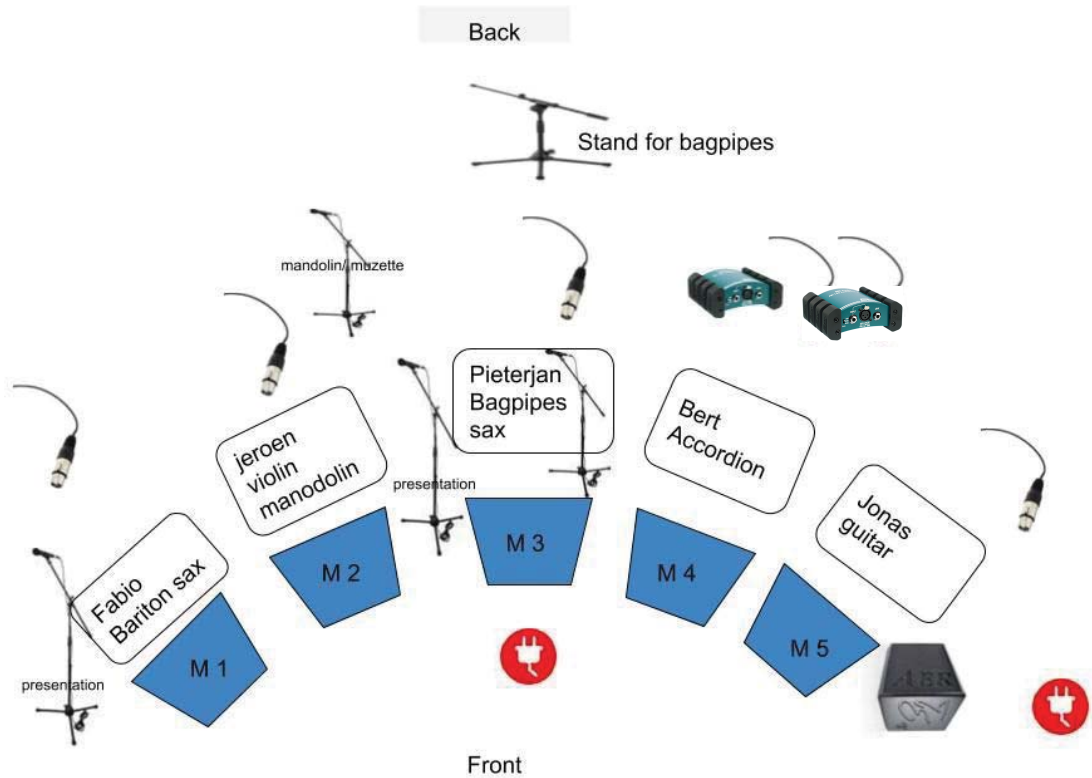 Back
Stand for bagpipes
mandolin/ muzette
Pieterjan
Bagpipes
sax
Bert
Accordion
jeroen
violin
manodolin
presentation
Jonas
guitar
Fabio
Bariton sax
M 1
M 2
M 3
M 4
M 5
presentation
AER
Front